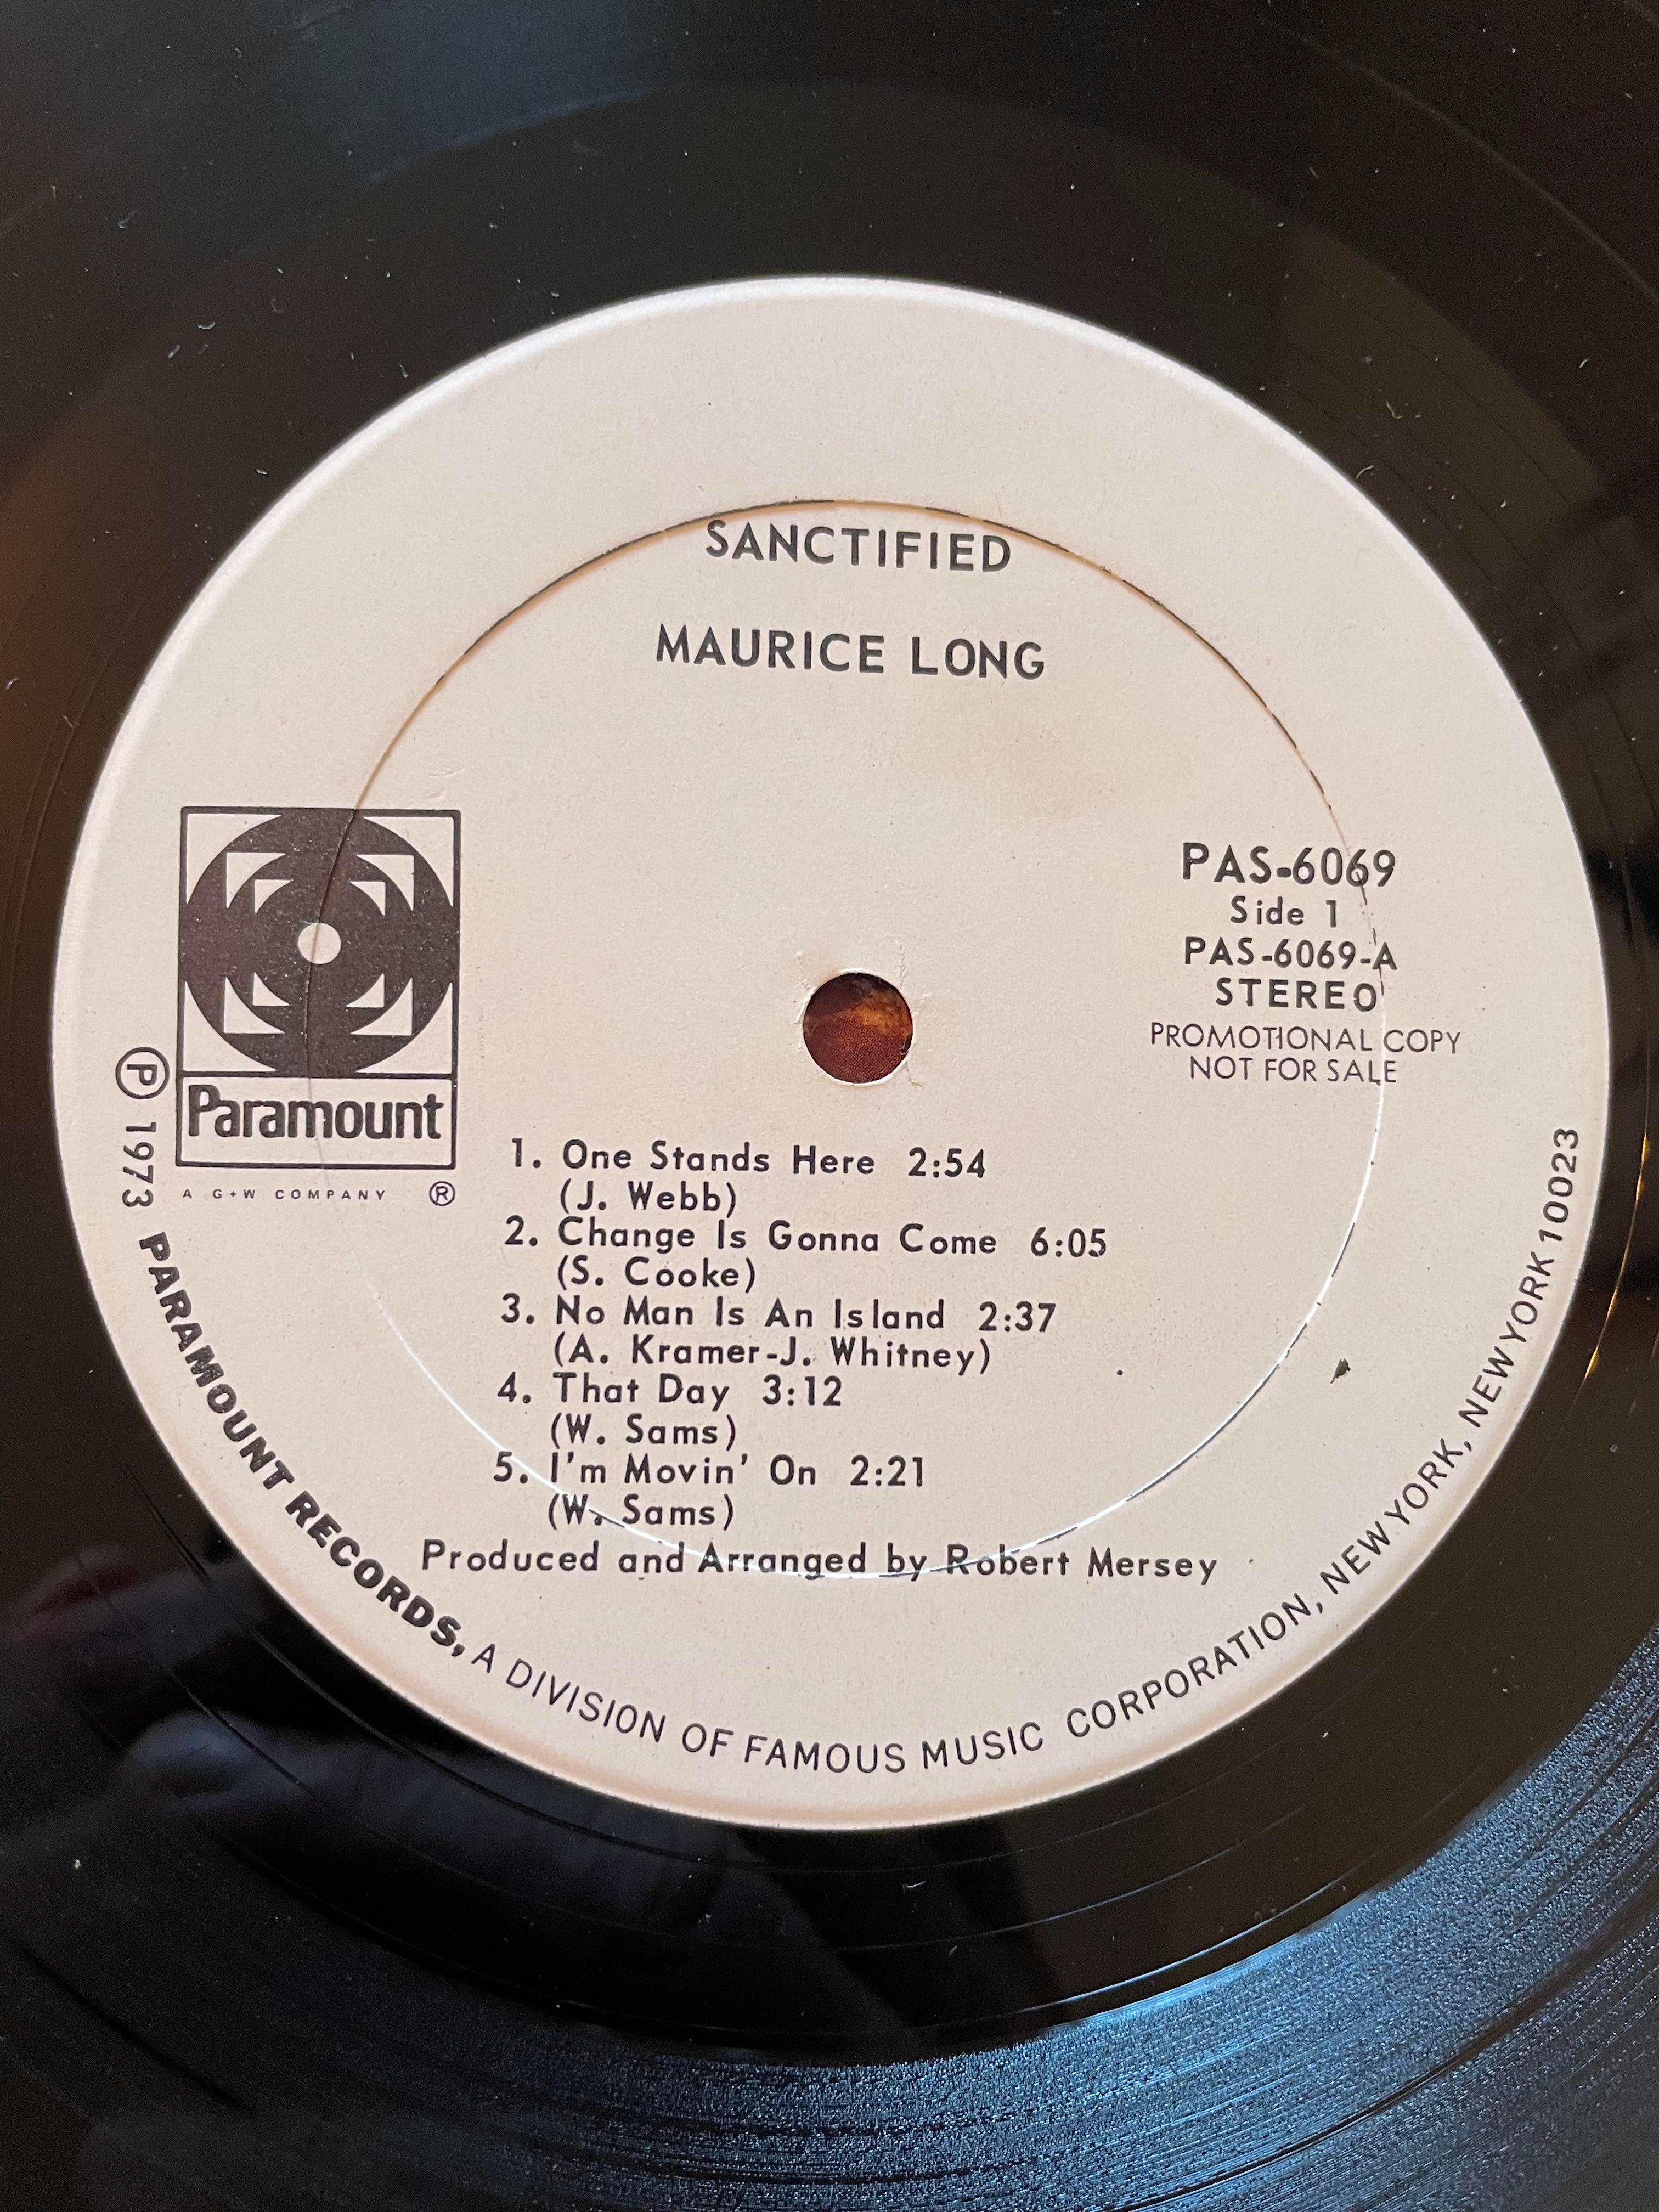 SANCTIFIED
MAURICE LONG
PAS-6069
Side 1
PAS-6069-A
STEREO
PROMOTIONAL COPY
NOT FOR SALE
Paramount
A G+W COMPANY ®
1. One Stands Here 2:54
(J. Webb)
2. Change Is Gonna Come 6:05
(S. Cooke)
3. No Man Is An Island 2:37
(A. Kramer-J. Whitney)
4. That Day 3:12
(W. Sams)
5. I'm Movin' On 2:21
(W. Sams)
Produced and Arranged by Robert Mersey
℗ 1973 PARAMOUNT RECORDS, A DIVISION OF FAMOUS MUSIC CORPORATION, NEW YORK, NEW YORK 10023